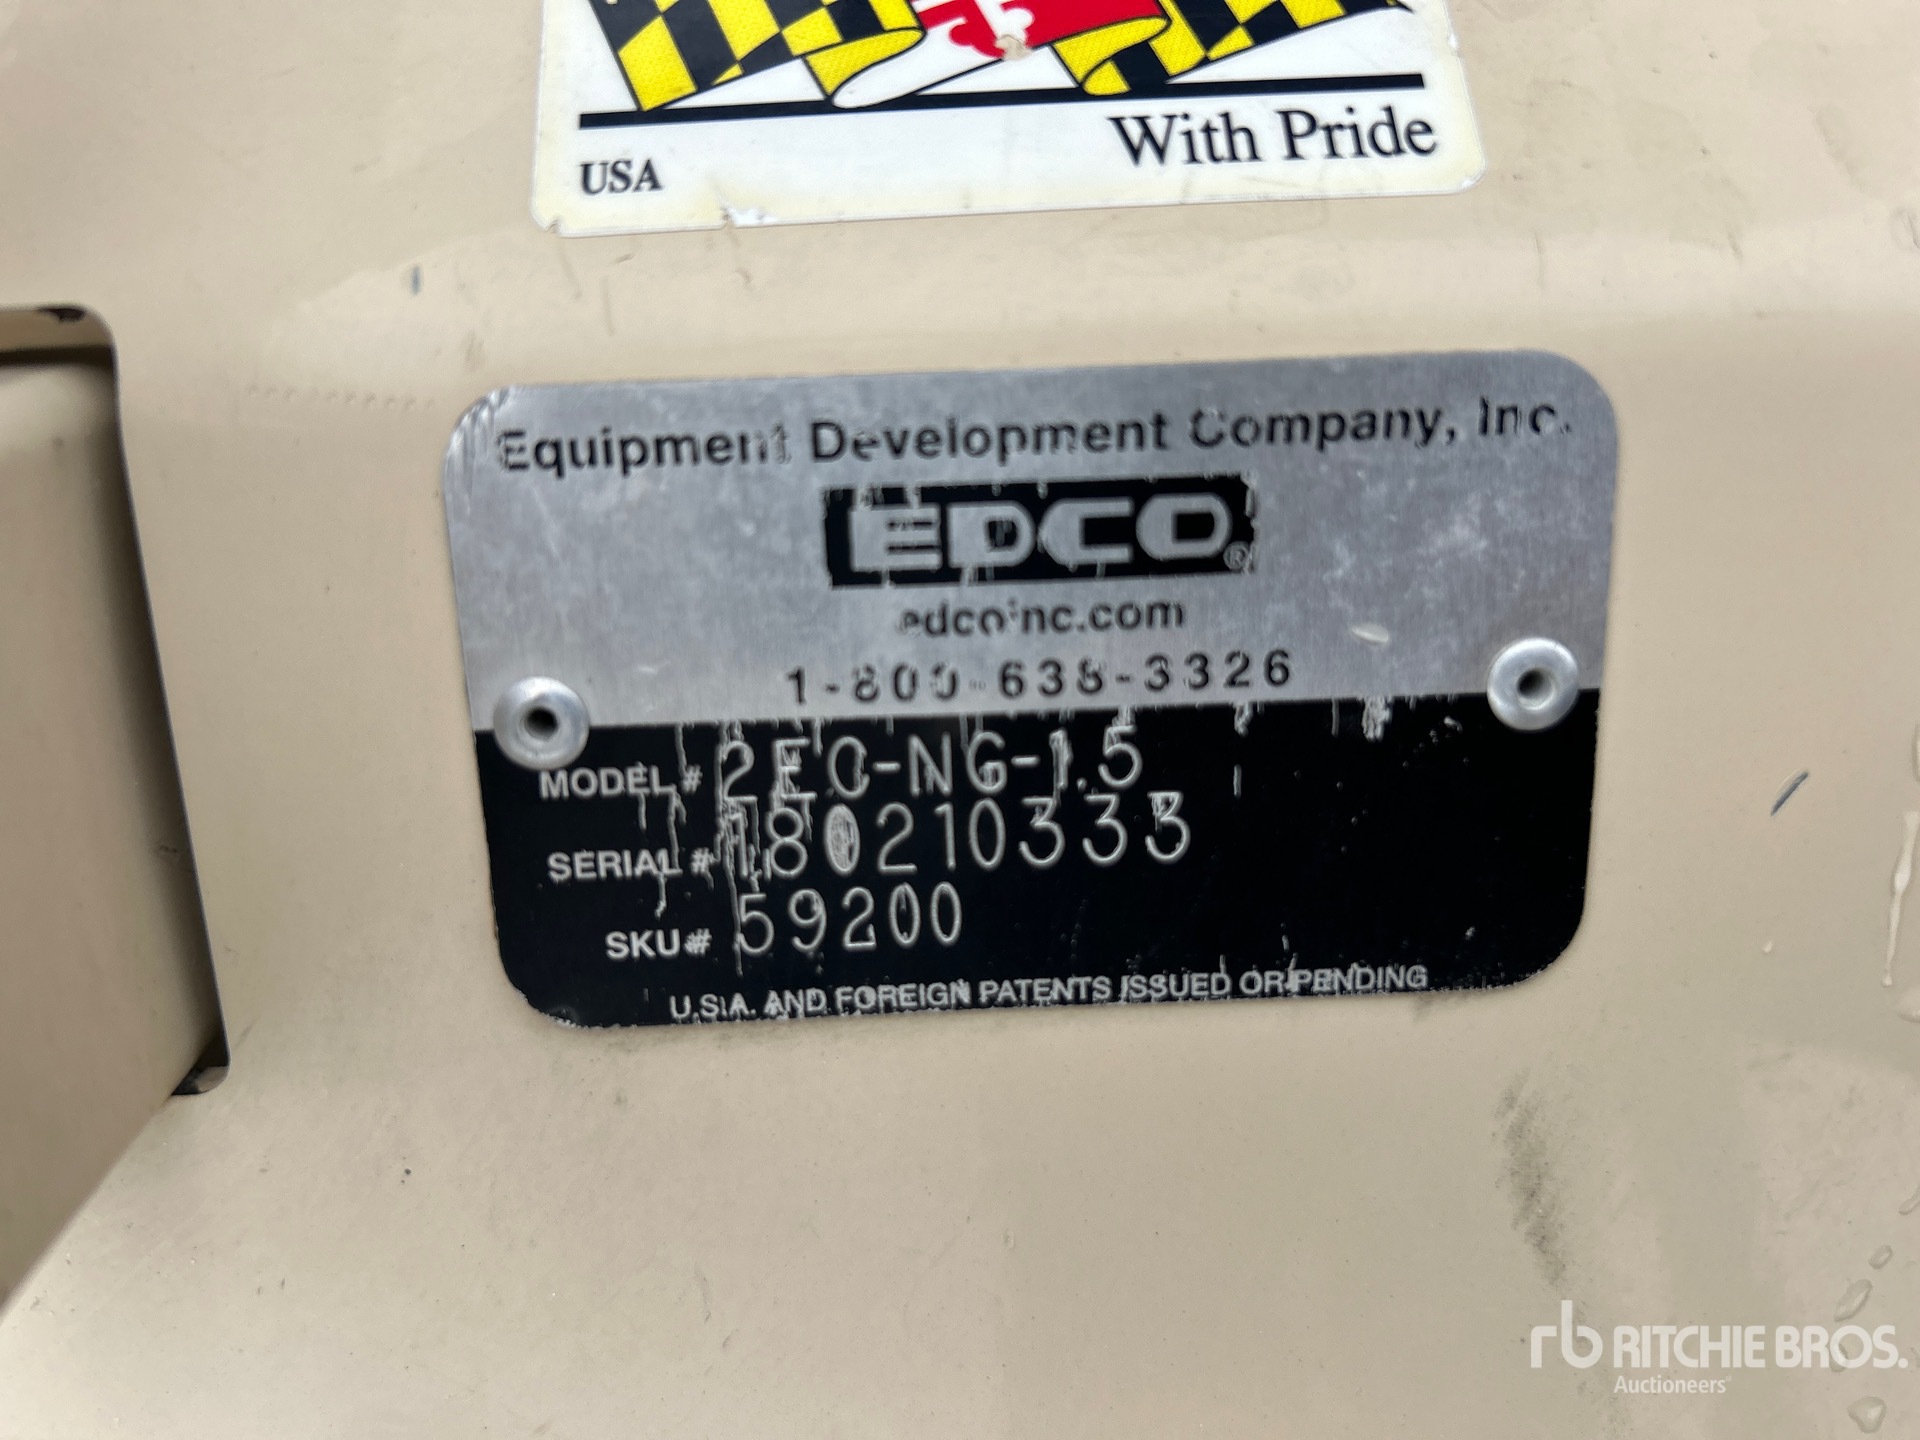 With Pride
USA
Equipment Development Company, Inc.
EDCO®
edcoinc.com
1-800-638-3326
MODEL # 2EC-NG-1.5
SERIAL # 180210333
SKU # 59200
U.S.A. AND FOREIGN PATENTS ISSUED OR PENDING
rb RITCHIE BROS.
Auctioneers